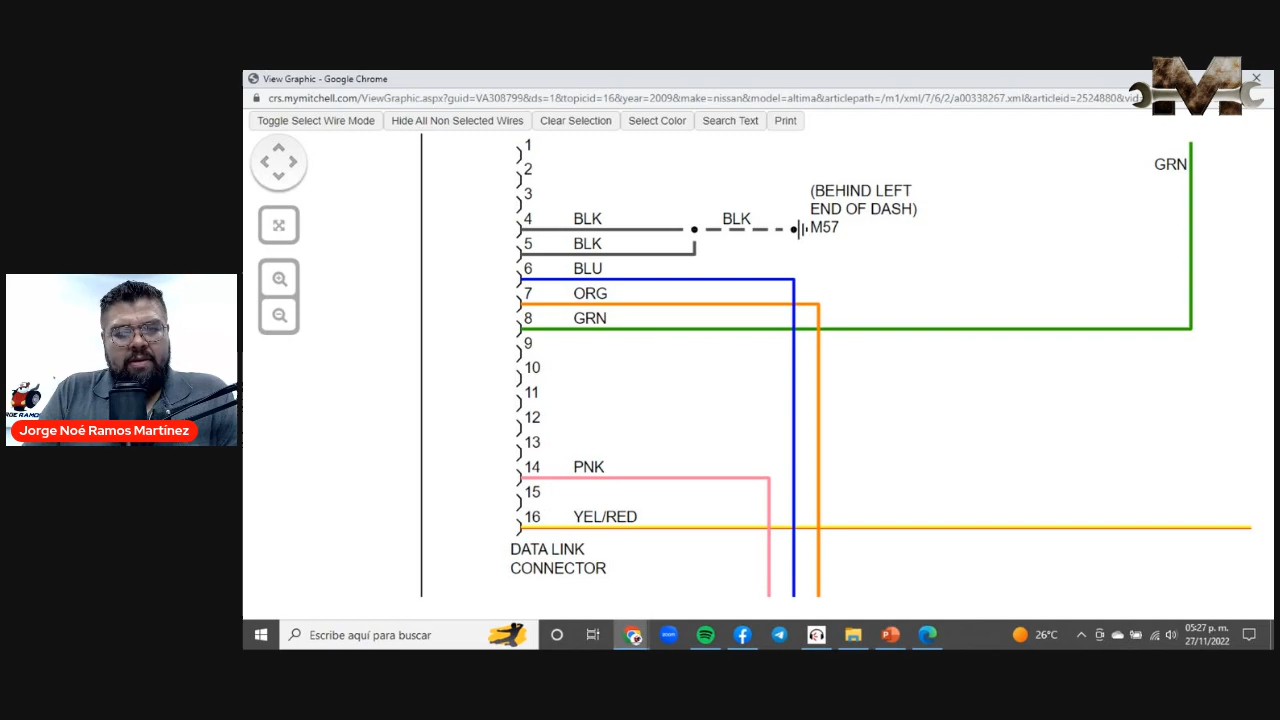 View Graphic - Google Chrome
crs.mymitchell.com/ViewGraphic.aspx?guid=VA308799&ds=1&topicid=16&year=2009&make=nissan&model=altima&articlepath=/m1/xml/7/6/2/a00338267.xml&articleid=2524880&vid=
Toggle Select Wire Mode Hide All Non Selected Wires Clear Selection Select Color Search Text Print
1
2
3
4 BLK BLK
5 BLK
6 BLU
7 ORG
8 GRN
9
10
11
12
13
14 PNK
15
16 YEL/RED
DATA LINK
CONNECTOR
(BEHIND LEFT
END OF DASH)
M57
GRN
Jorge Noé Ramos Martínez
Escribe aquí para buscar
zoom
26°C
05:27 p. m.
27/11/2022